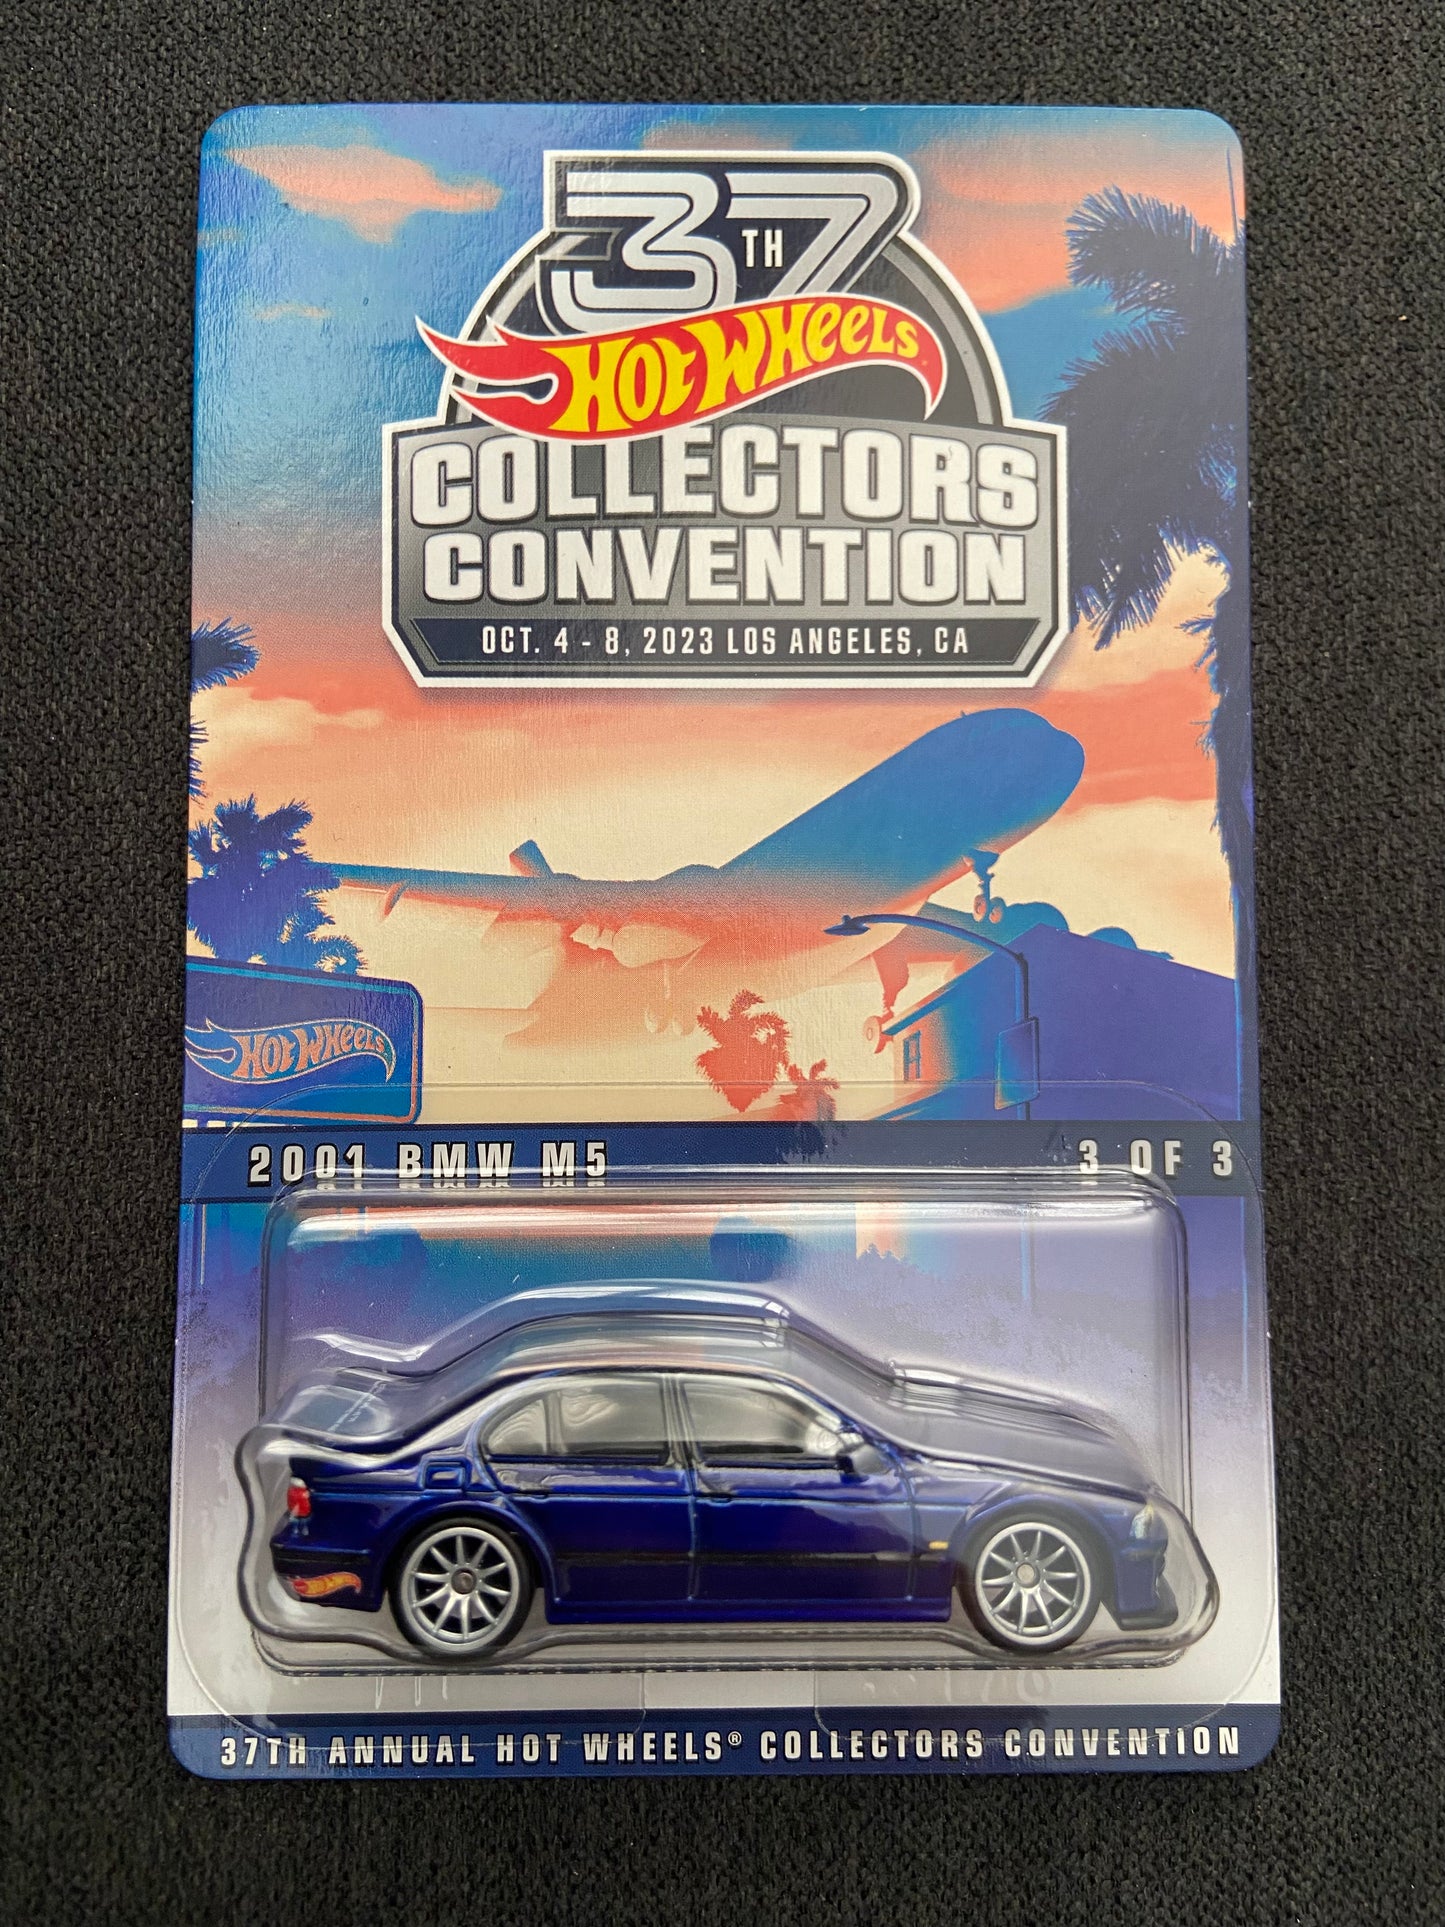 37TH
Hot Wheels
COLLECTORS
CONVENTION
OCT. 4 - 8, 2023 LOS ANGELES, CA
Hot Wheels
2001 BMW M5 3 OF 3
37TH ANNUAL HOT WHEELS® COLLECTORS CONVENTION